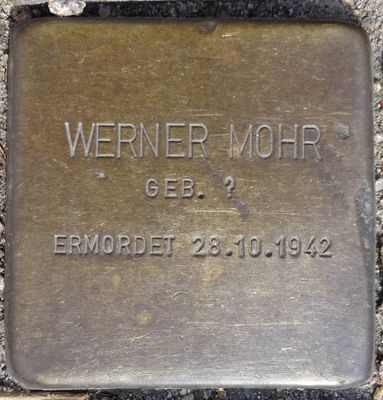 WERNER MOHR
GEB. ?
ERMORDET 28.10.1942